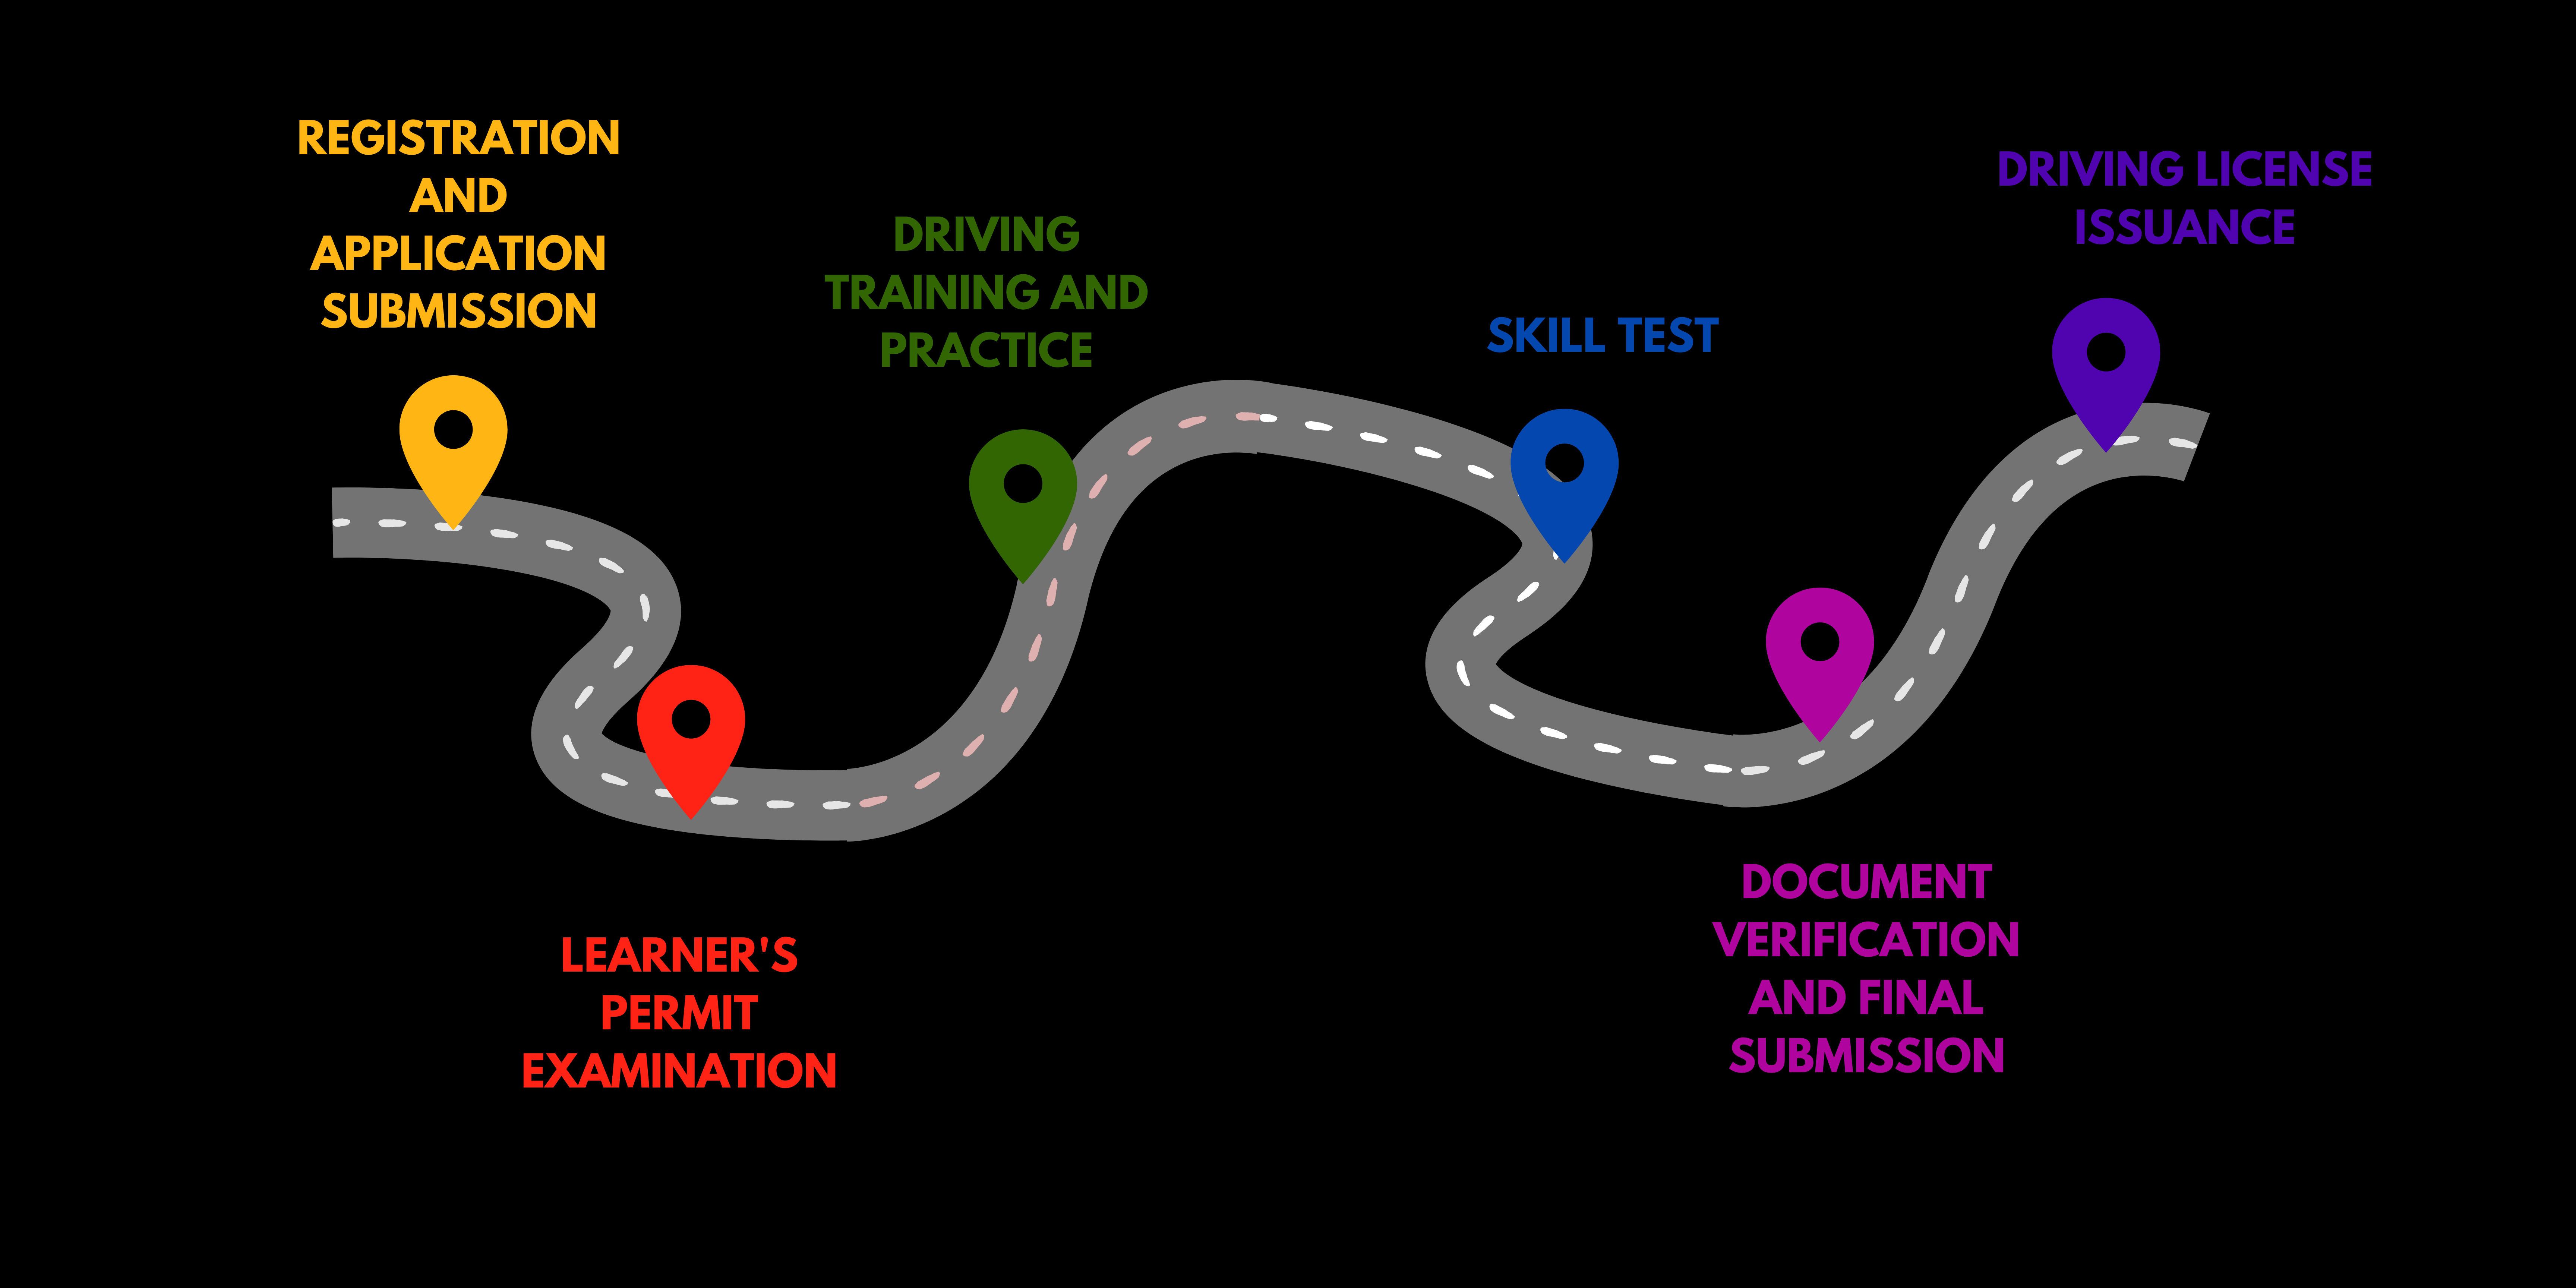 REGISTRATION
AND
APPLICATION
SUBMISSION
LEARNER'S
PERMIT
EXAMINATION
DRIVING
TRAINING AND
PRACTICE
SKILL TEST
DOCUMENT
VERIFICATION
AND FINAL
SUBMISSION
DRIVING LICENSE
ISSUANCE